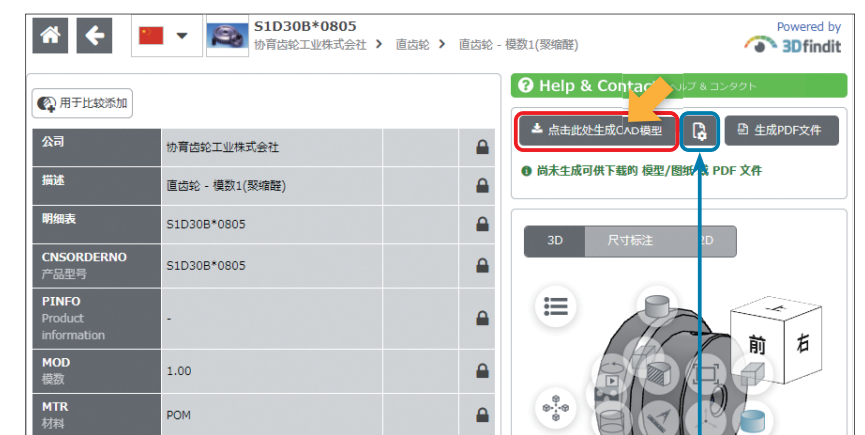 S1D30B*0805
协育齿轮工业株式会社 > 直齿轮 > 直齿轮 - 模数1(聚缩醛)
Powered by
3Dfindit
用于比较添加
公司 协育齿轮工业株式会社
描述 直齿轮 - 模数1(聚缩醛)
明细表 S1D30B*0805
CNSORDERNO
产品型号
S1D30B*0805
PINFO
Product
information
-
MOD
模数
1.00
MTR
材料
POM
Help & Contact ヘルプ & コンタクト
点击此处生成CAD模型
生成PDF文件
尚未生成可供下载的 模型/图纸 或 PDF 文件
3D 尺寸标注 2D
上
前 右